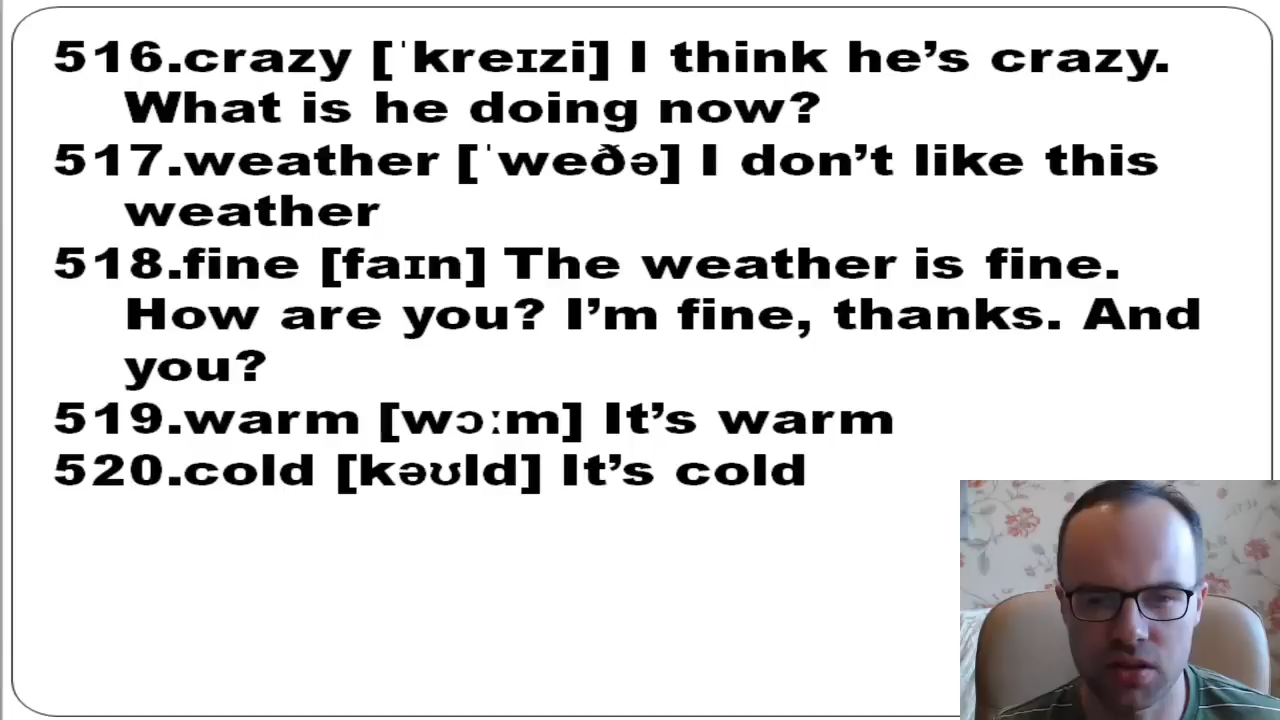 516.crazy [ˈkreɪzi] I think he’s crazy.
What is he doing now?
517.weather [ˈweðə] I don’t like this
weather
518.fine [faɪn] The weather is fine.
How are you? I’m fine, thanks. And
you?
519.warm [wɔːm] It’s warm
520.cold [kəʊld] It’s cold